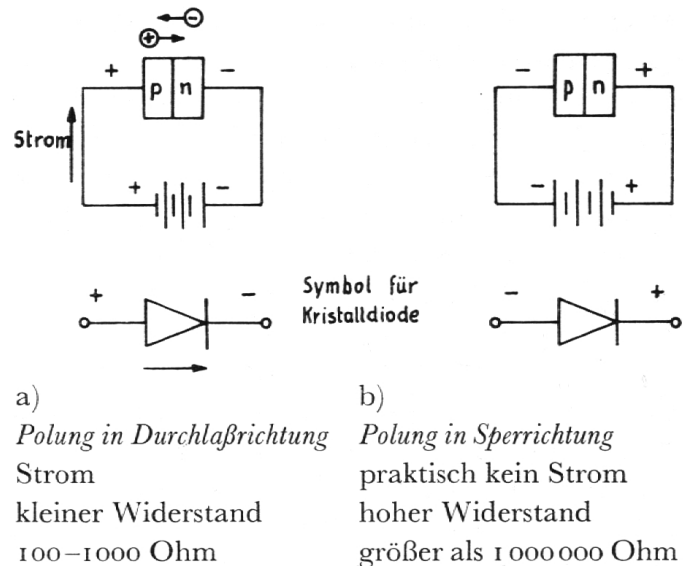 ⊕ ⊖
+ p n −
Strom
+ −
+ −
− p n +
− +
− +
Symbol für
Kristalldiode
a)
Polung in Durchlaßrichtung
Strom
kleiner Widerstand
100–1000 Ohm
b)
Polung in Sperrichtung
praktisch kein Strom
hoher Widerstand
größer als 1 000 000 Ohm